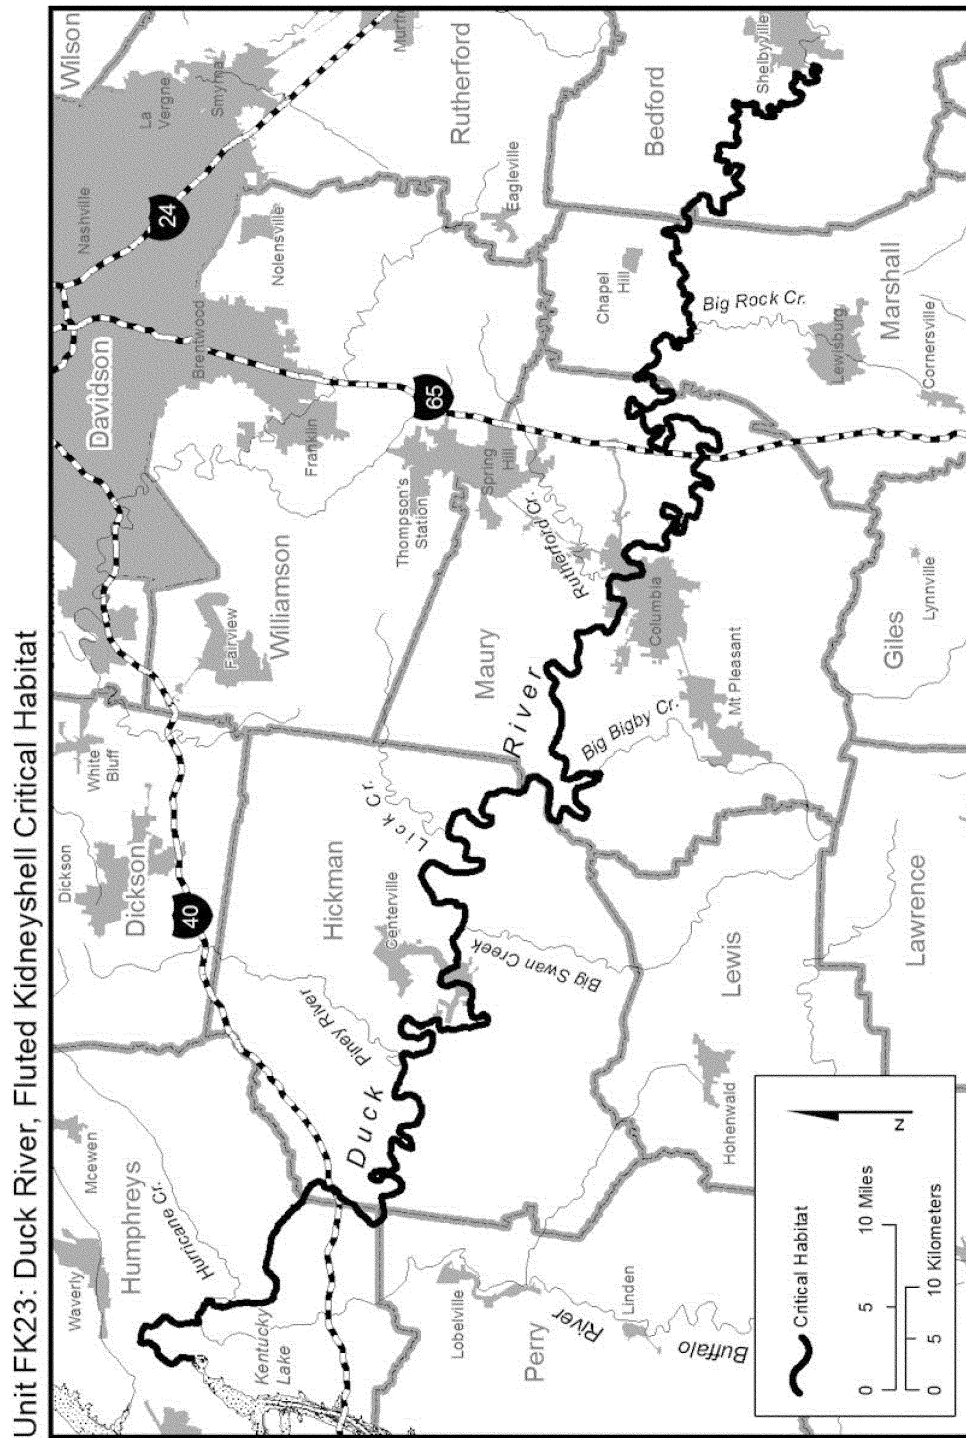 Unit FK23: Duck River, Fluted Kidneyshell Critical Habitat
Waverly
Mcewen
Humphreys
Hurricane Cr.
Kentucky
Lake
Dickson
Dickson
White
Bluff
40
Fairview
Williamson
Davidson
Nashville
24
La
Vergne
Smyrna
Wilson
Brentwood
Nolensville
Franklin
65
Thompson's
Station
Spring
Hill
Rutherford
Eagleville
Hickman
Centerville
Piney River
Lick Cr.
Duck
River
Big Swan Creek
Maury
Rutherford Cr.
Columbia
Big Bigby Cr.
Mt Pleasant
Chapel
Hill
Big Rock Cr.
Bedford
Shelbyville
Marshall
Lewisburg
Cornersville
Giles
Lynnville
Lawrence
Lewis
Hohenwald
Perry
Lobelville
Linden
Buffalo
River
Critical Habitat
0 5 10 Miles
0 5 10 Kilometers
N